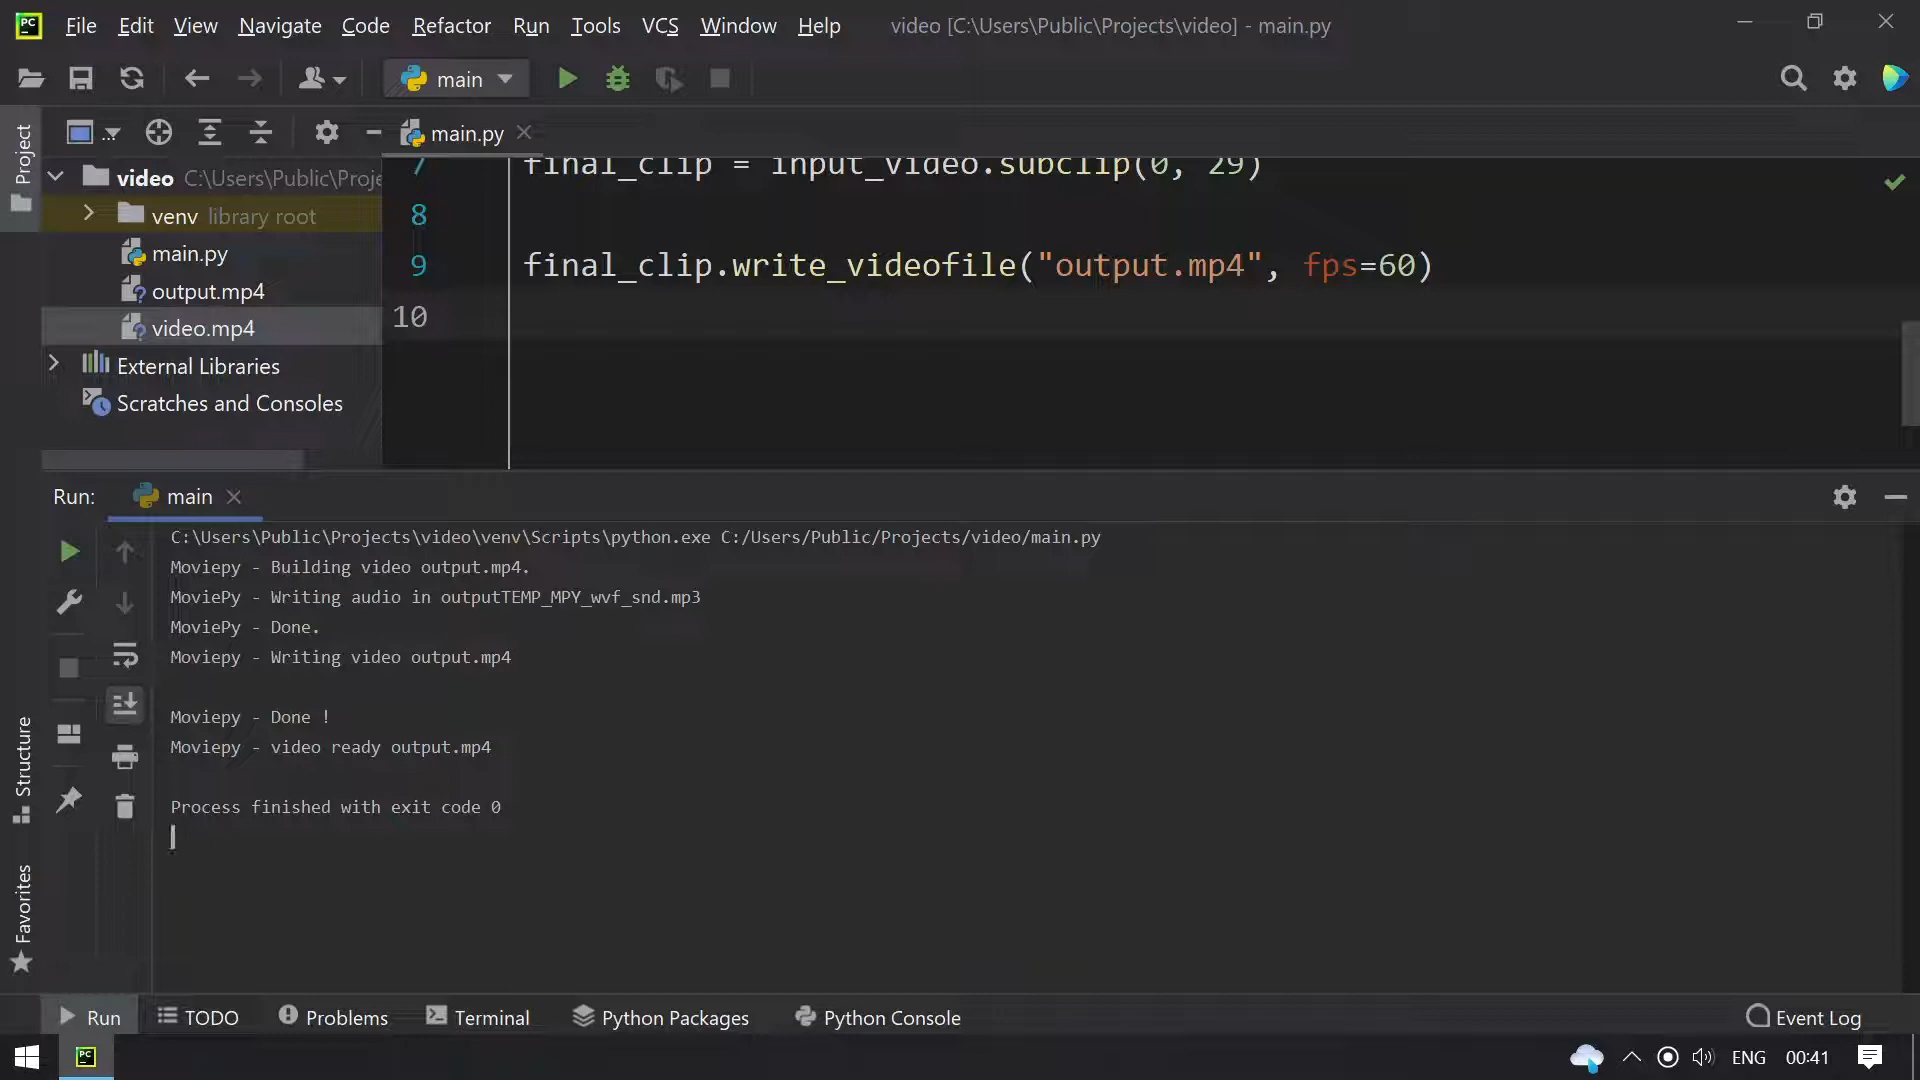 File Edit View Navigate Code Refactor Run Tools VCS Window Help video [C:\Users\Public\Projects\video] - main.py
main
main.py
Project
video C:\Users\Public\Proje
venv library root
main.py
output.mp4
video.mp4
External Libraries
Scratches and Consoles
7 final_clip = input_video.subclip(0, 29)
8
9 final_clip.write_videofile("output.mp4", fps=60)
10
Run: main
C:\Users\Public\Projects\video\venv\Scripts\python.exe C:/Users/Public/Projects/video/main.py
Moviepy - Building video output.mp4.
MoviePy - Writing audio in outputTEMP_MPY_wvf_snd.mp3
MoviePy - Done.
Moviepy - Writing video output.mp4
Moviepy - Done !
Moviepy - video ready output.mp4
Process finished with exit code 0
Structure
Favorites
Run TODO Problems Terminal Python Packages Python Console Event Log
PC ENG 00:41
PC